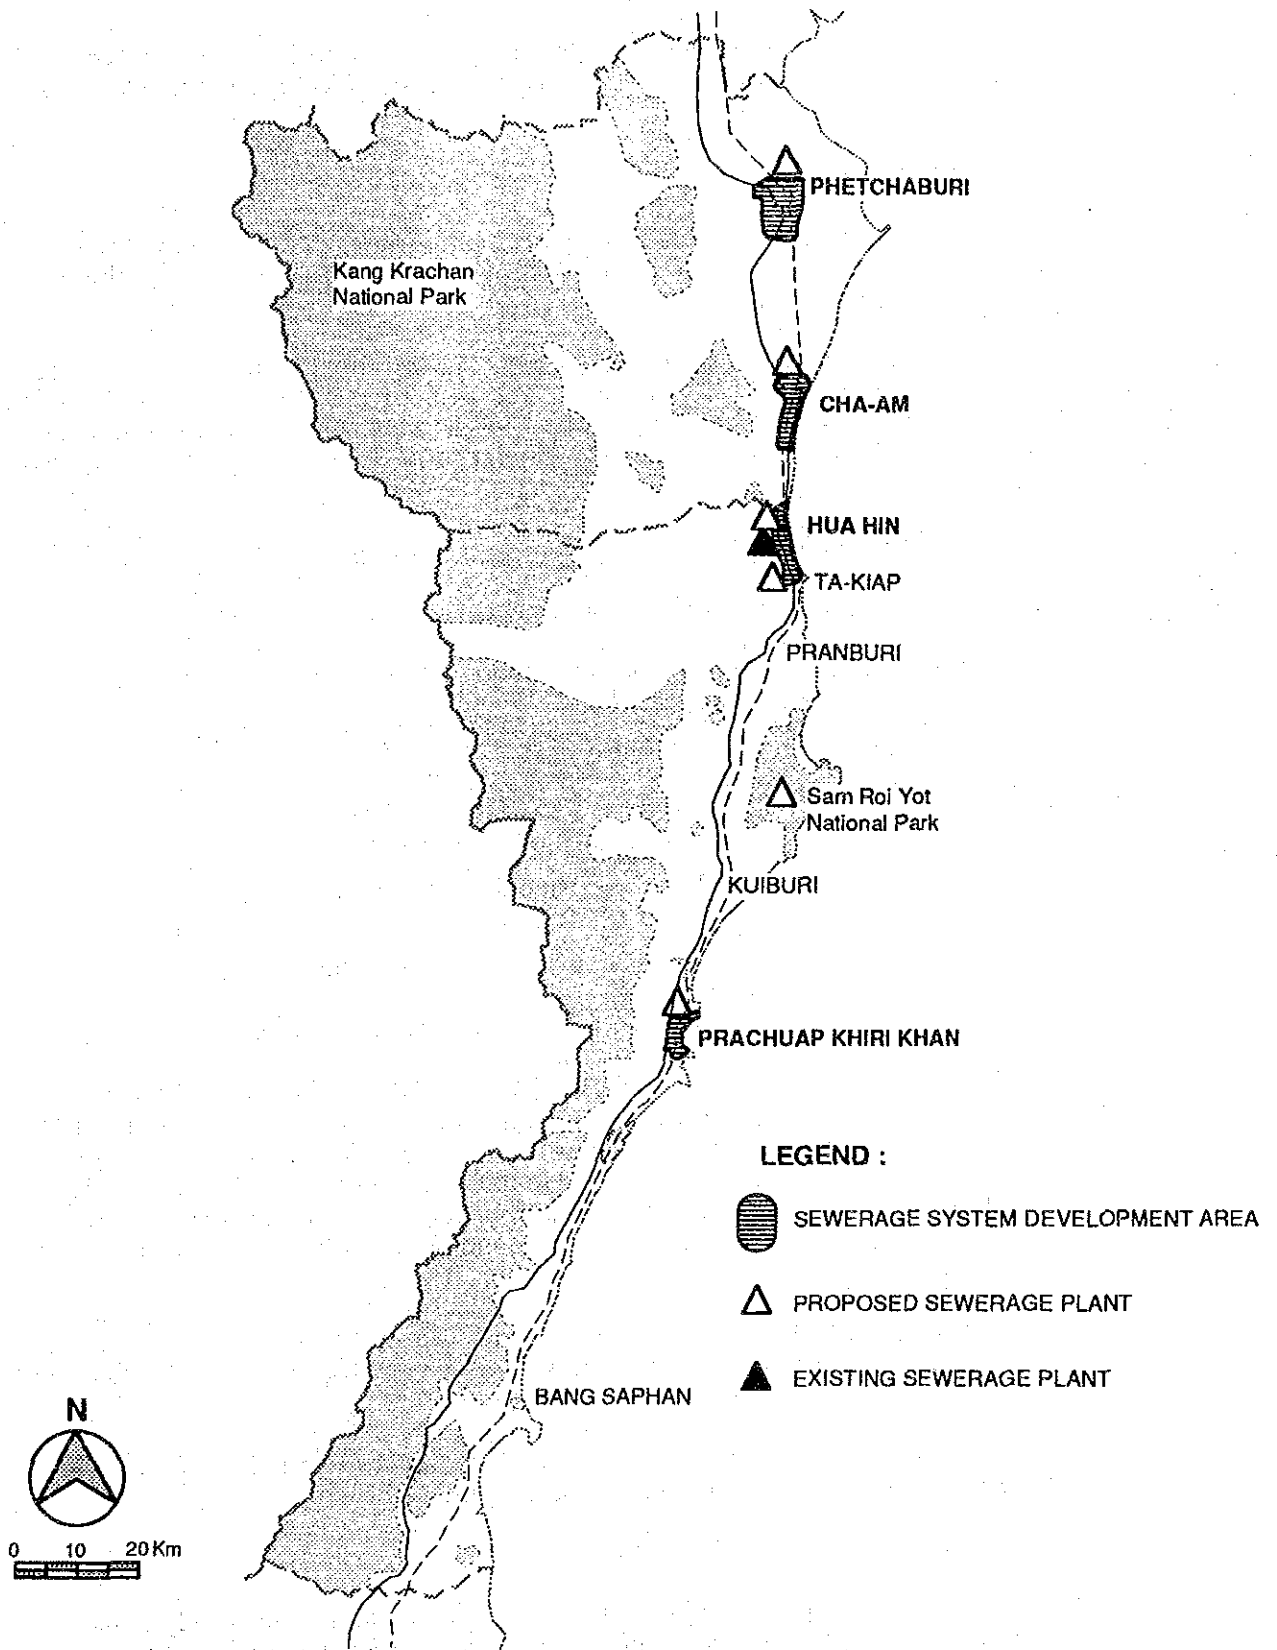 PHETCHABURI
Kang Krachan
National Park
CHA-AM
HUA HIN
TA-KIAP
PRANBURI
Sam Roi Yot
National Park
KUIBURI
PRACHUAP KHIRI KHAN
LEGEND :
SEWERAGE SYSTEM DEVELOPMENT AREA
PROPOSED SEWERAGE PLANT
EXISTING SEWERAGE PLANT
BANG SAPHAN
N
0 10 20 Km